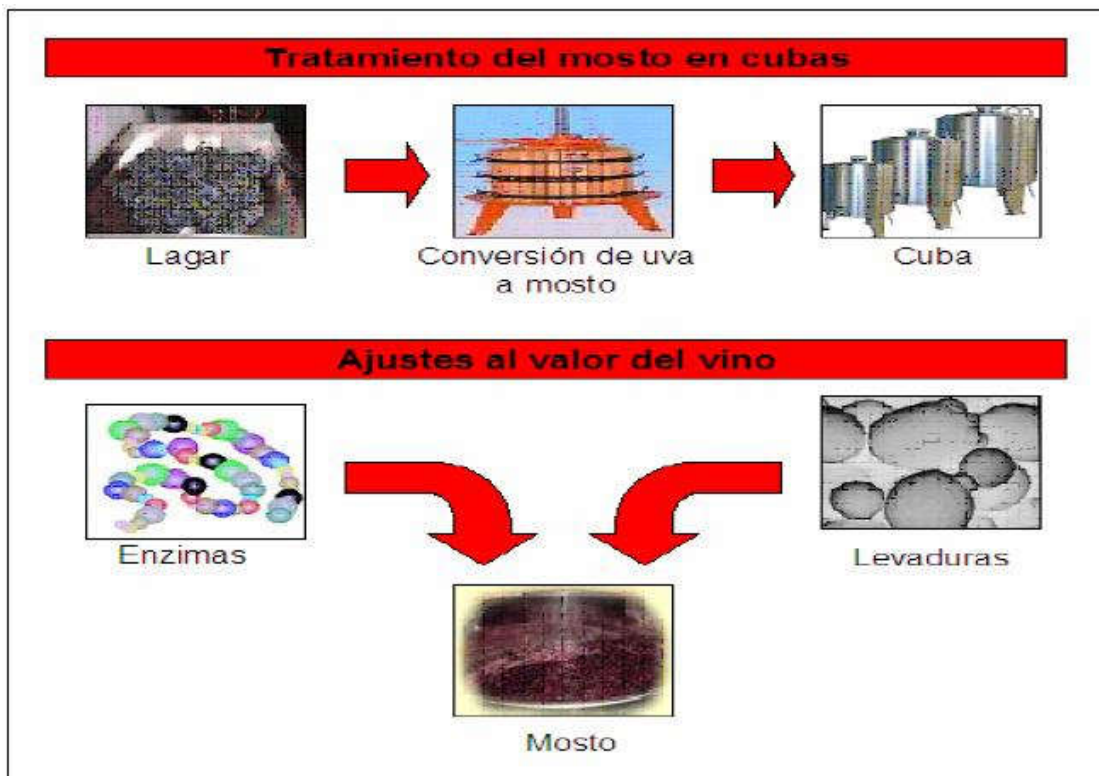 Tratamiento del mosto en cubas
Lagar
Conversión de uva
a mosto
Cuba
Ajustes al valor del vino
Enzimas
Levaduras
Mosto